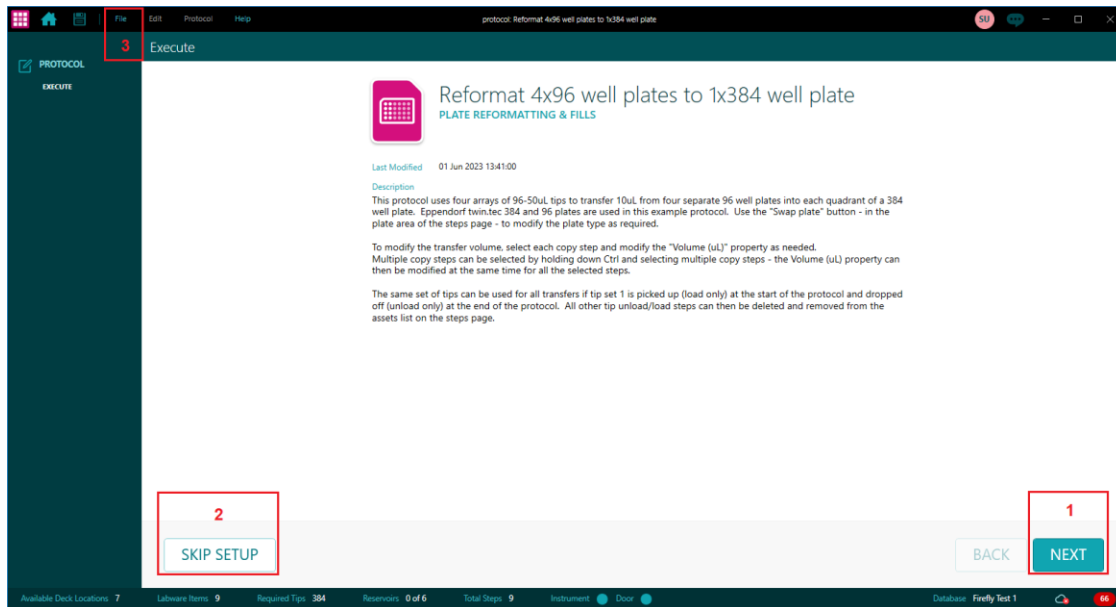 File Edit Protocol Help protocol: Reformat 4x96 well plates to 1x384 well plate SU
3
Execute
PROTOCOL
EXECUTE
Reformat 4x96 well plates to 1x384 well plate
PLATE REFORMATTING & FILLS
Last Modified 01 Jun 2023 13:41:00
Description
This protocol uses four arrays of 96-50uL tips to transfer 10uL from four separate 96 well plates into each quadrant of a 384
well plate. Eppendorf twin.tec 384 and 96 plates are used in this example protocol. Use the "Swap plate" button - in the
plate area of the steps page - to modify the plate type as required.
To modify the transfer volume, select each copy step and modify the "Volume (uL)" property as needed.
Multiple copy steps can be selected by holding down Ctrl and selecting multiple copy steps - the Volume (uL) property can
then be modified at the same time for all the selected steps.
The same set of tips can be used for all transfers if tip set 1 is picked up (load only) at the start of the protocol and dropped
off (unload only) at the end of the protocol. All other tip unload/load steps can then be deleted and removed from the
assets list on the steps page.
2
1
SKIP SETUP
BACK
NEXT
Available Deck Locations 7 Labware Items 9 Required Tips 384 Reservoirs 0 of 6 Total Steps 9 Instrument Door Database Firefly Test 1 66